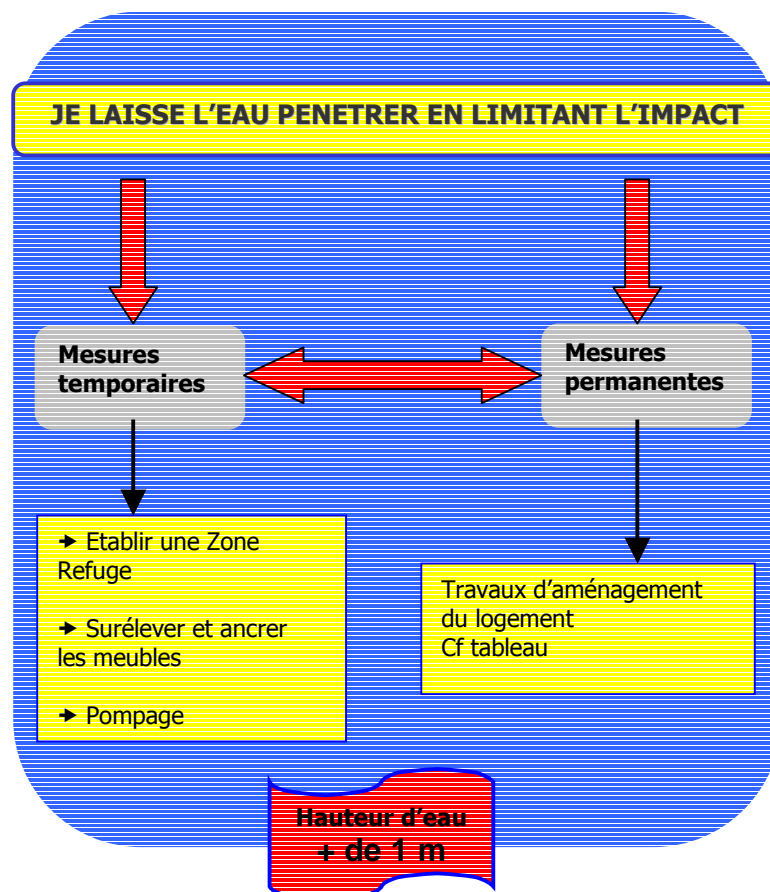 JE LAISSE L’EAU PENETRER EN LIMITANT L’IMPACT
Mesures
temporaires
Mesures
permanentes
➔ Etablir une Zone
Refuge
➔ Surélever et ancrer
les meubles
➔ Pompage
Travaux d’aménagement
du logement
Cf tableau
Hauteur d’eau
+ de 1 m